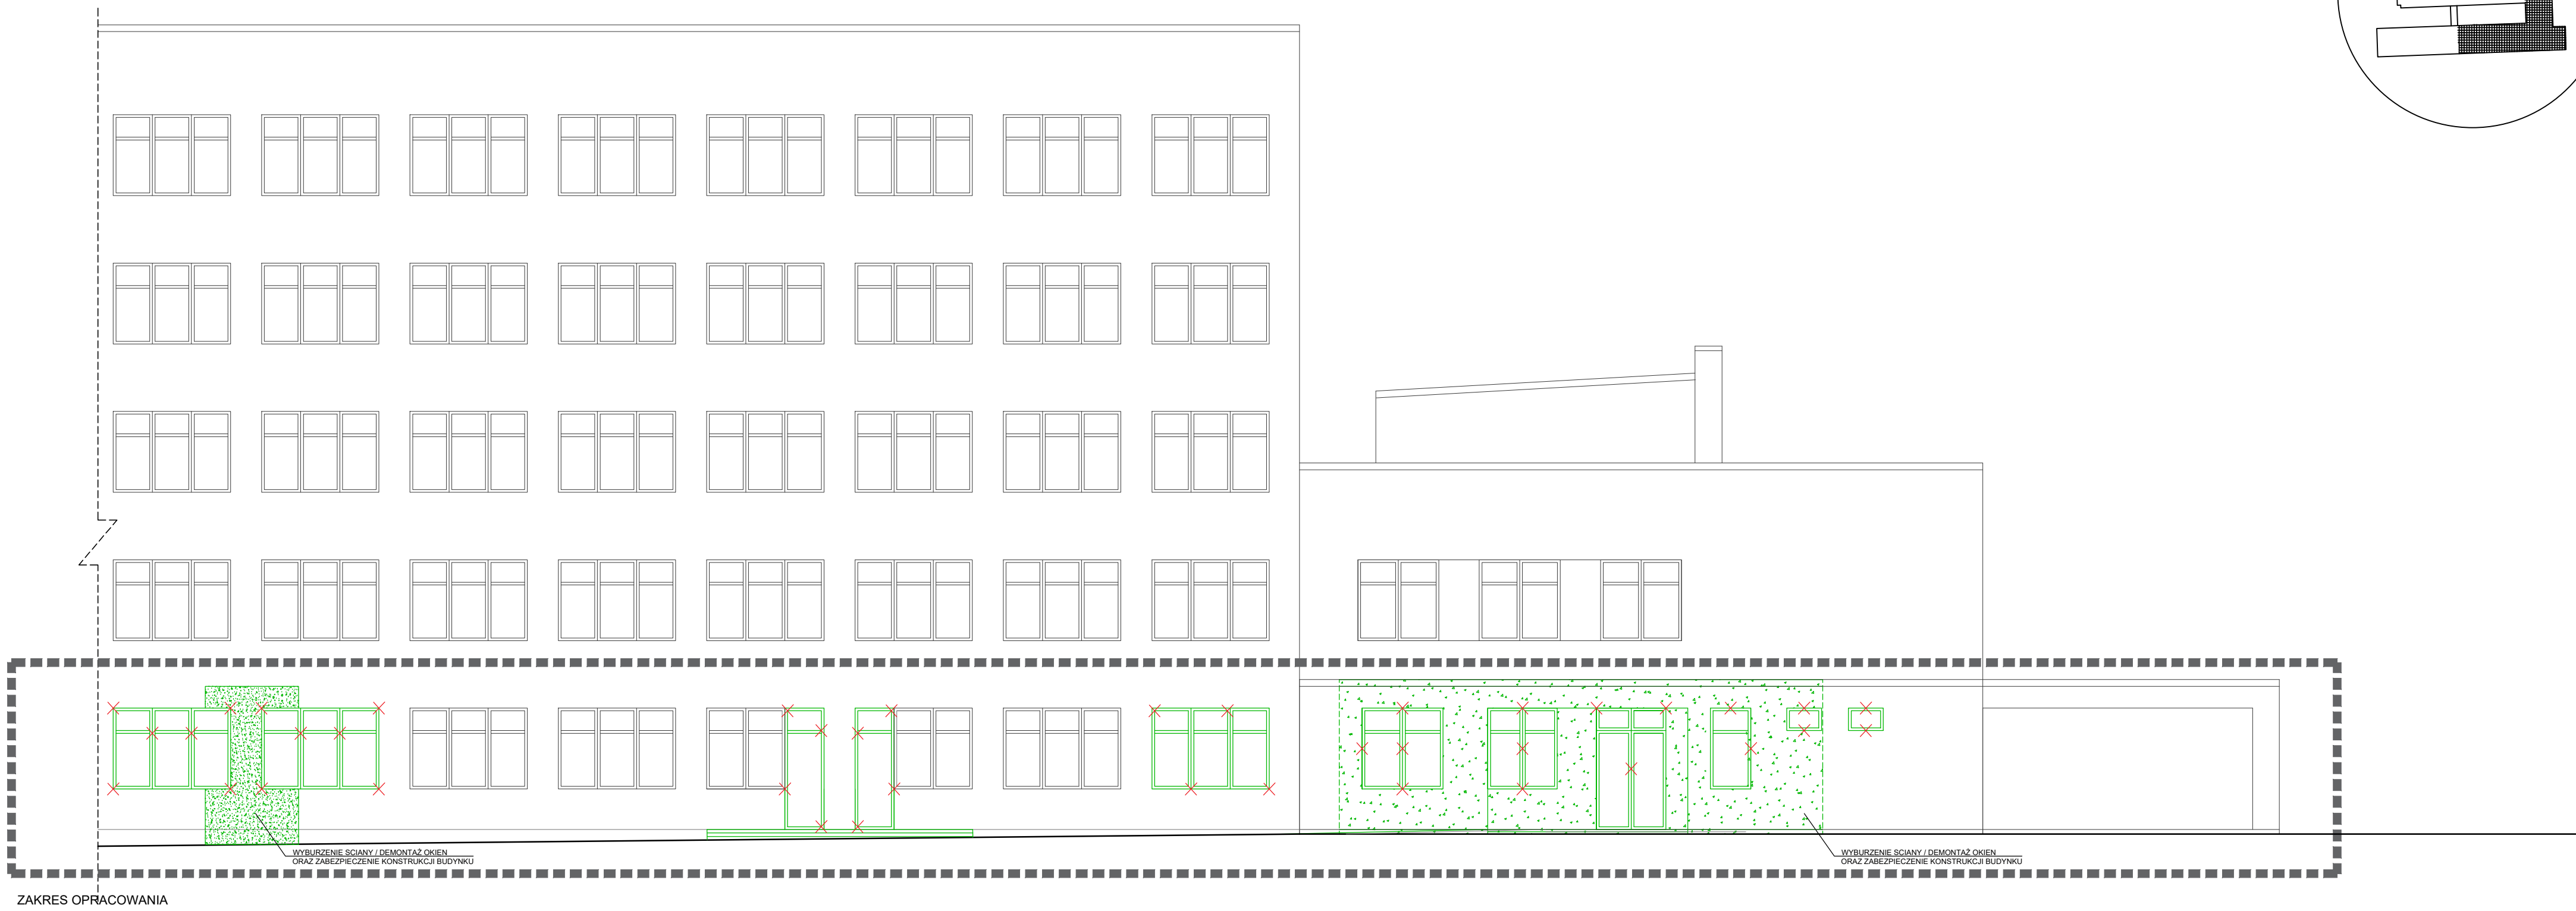 WYBURZENIE SCIANY / DEMONTAŻ OKIEN
ORAZ ZABEZPIECZENIE KONSTRUKCJI BUDYNKU
WYBURZENIE SCIANY / DEMONTAŻ OKIEN
ORAZ ZABEZPIECZENIE KONSTRUKCJI BUDYNKU
ZAKRES OPRACOWANIA